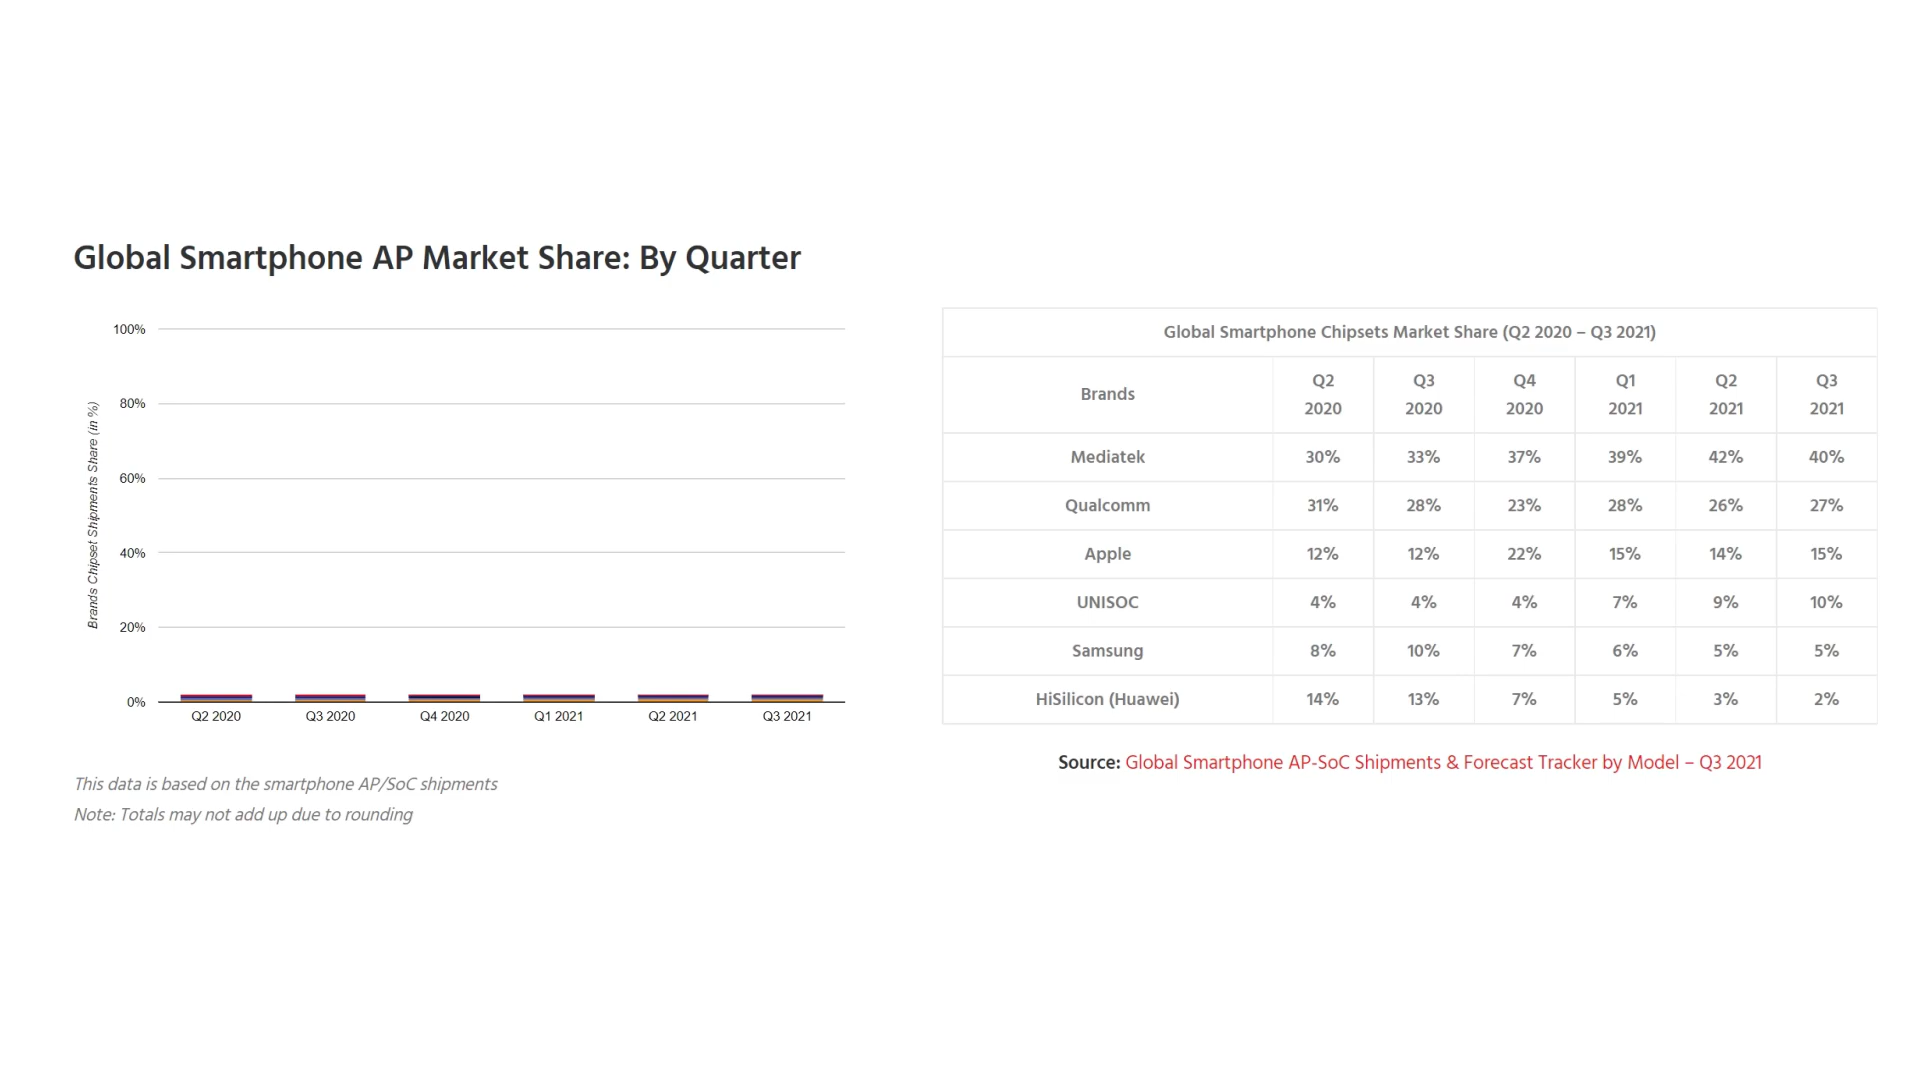 Global Smartphone AP Market Share: By Quarter
Brands Chipset Shipments Share (in %)
100%
80%
60%
40%
20%
0%
Q2 2020 Q3 2020 Q4 2020 Q1 2021 Q2 2021 Q3 2021
This data is based on the smartphone AP/SoC shipments
Note: Totals may not add up due to rounding
Global Smartphone Chipsets Market Share (Q2 2020 – Q3 2021)
Brands Q2 2020 Q3 2020 Q4 2020 Q1 2021 Q2 2021 Q3 2021
Mediatek 30% 33% 37% 39% 42% 40%
Qualcomm 31% 28% 23% 28% 26% 27%
Apple 12% 12% 22% 15% 14% 15%
UNISOC 4% 4% 4% 7% 9% 10%
Samsung 8% 10% 7% 6% 5% 5%
HiSilicon (Huawei) 14% 13% 7% 5% 3% 2%
Source: Global Smartphone AP-SoC Shipments & Forecast Tracker by Model – Q3 2021